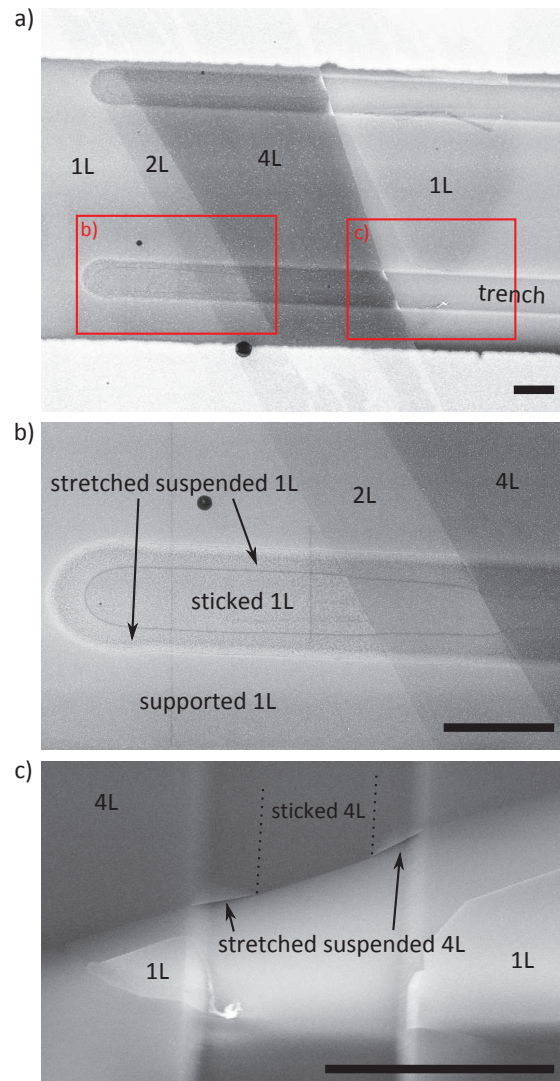 a)
1L
2L
4L
1L
b)
c)
trench
b)
stretched suspended 1L
2L
4L
sticked 1L
supported 1L
c)
4L
sticked 4L
stretched suspended 4L
1L
1L